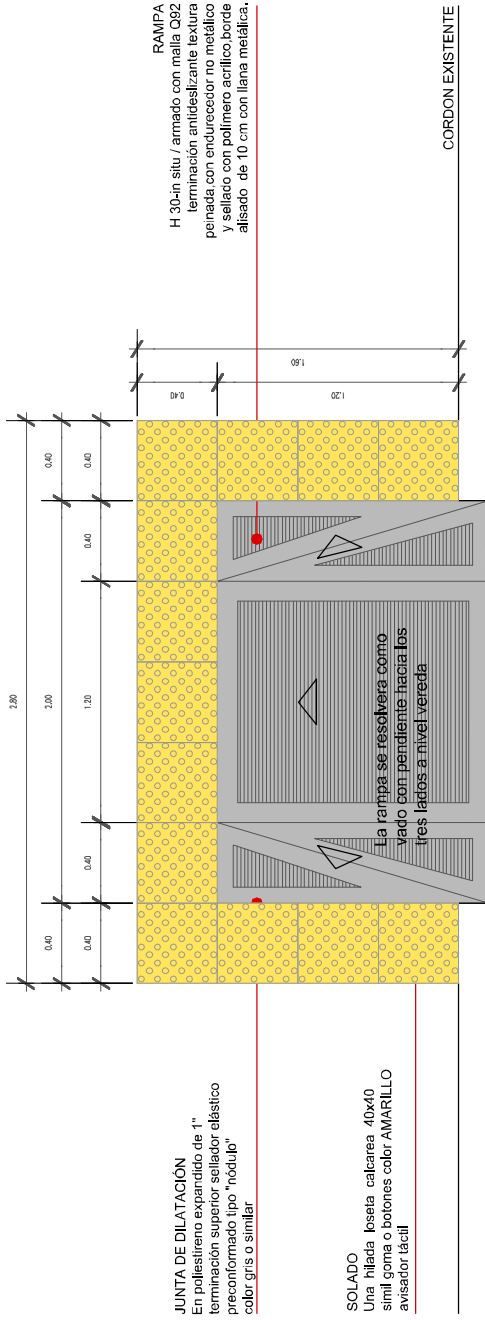 RAMPA
H 30-in situ / armado con malla Q92
terminación antideslizante textura
peinada,con endurecedor no metálico
y sellado con polímero acrílico,borde
alisado de 10 cm con llana metálica.
CORDON EXISTENTE
2.80
0.40
2.00
0.40
0.40
0.40
1.20
0.40
0.40
0.40
1.20
1.60
La rampa se resolvera como
vado con pendiente hacia los
tres lados a nivel vereda
JUNTA DE DILATACIÓN
En poliestireno expandido de 1"
terminación superior sellador elástico
preconformado tipo "nódulo"
color gris o similar
SOLADO
Una hilada loseta calcarea 40x40
simil goma o botones color AMARILLO
avisador táctil